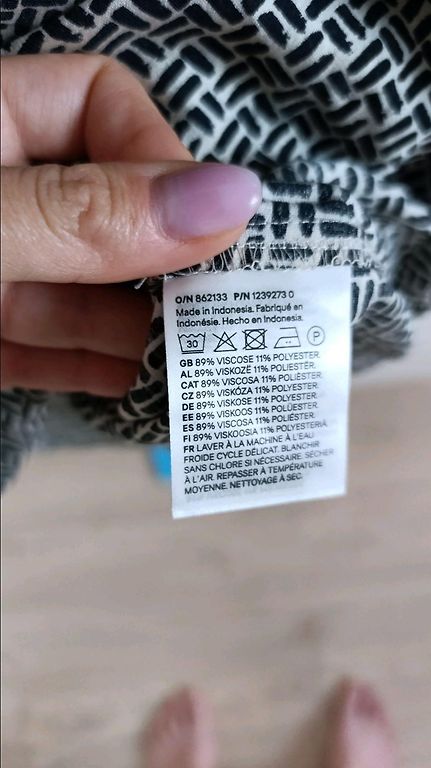 O/N 862133 P/N 1239273 0
Made in Indonesia. Fabriqué en
Indonésie. Hecho en Indonesia.
30 P
GB 89% VISCOSE 11% POLYESTER.
AL 89% VISKOZË 11% POLIESTËR.
CAT 89% VISCOSA 11% POLIÈSTER.
CZ 89% VISKÓZA 11% POLYESTER.
DE 89% VISKOSE 11% POLYESTER.
EE 89% VISKOOS 11% POLÜESTER.
ES 89% VISCOSA 11% POLIÉSTER.
FI 89% VISKOOSIA 11% POLYESTERIÄ.
FR LAVER À LA MACHINE À L'EAU
FROIDE CYCLE DÉLICAT. BLANCHIR
SANS CHLORE SI NÉCESSAIRE. SÉCHER
À L'AIR. REPASSER À TEMPÉRATURE
MOYENNE. NETTOYAGE À SEC.